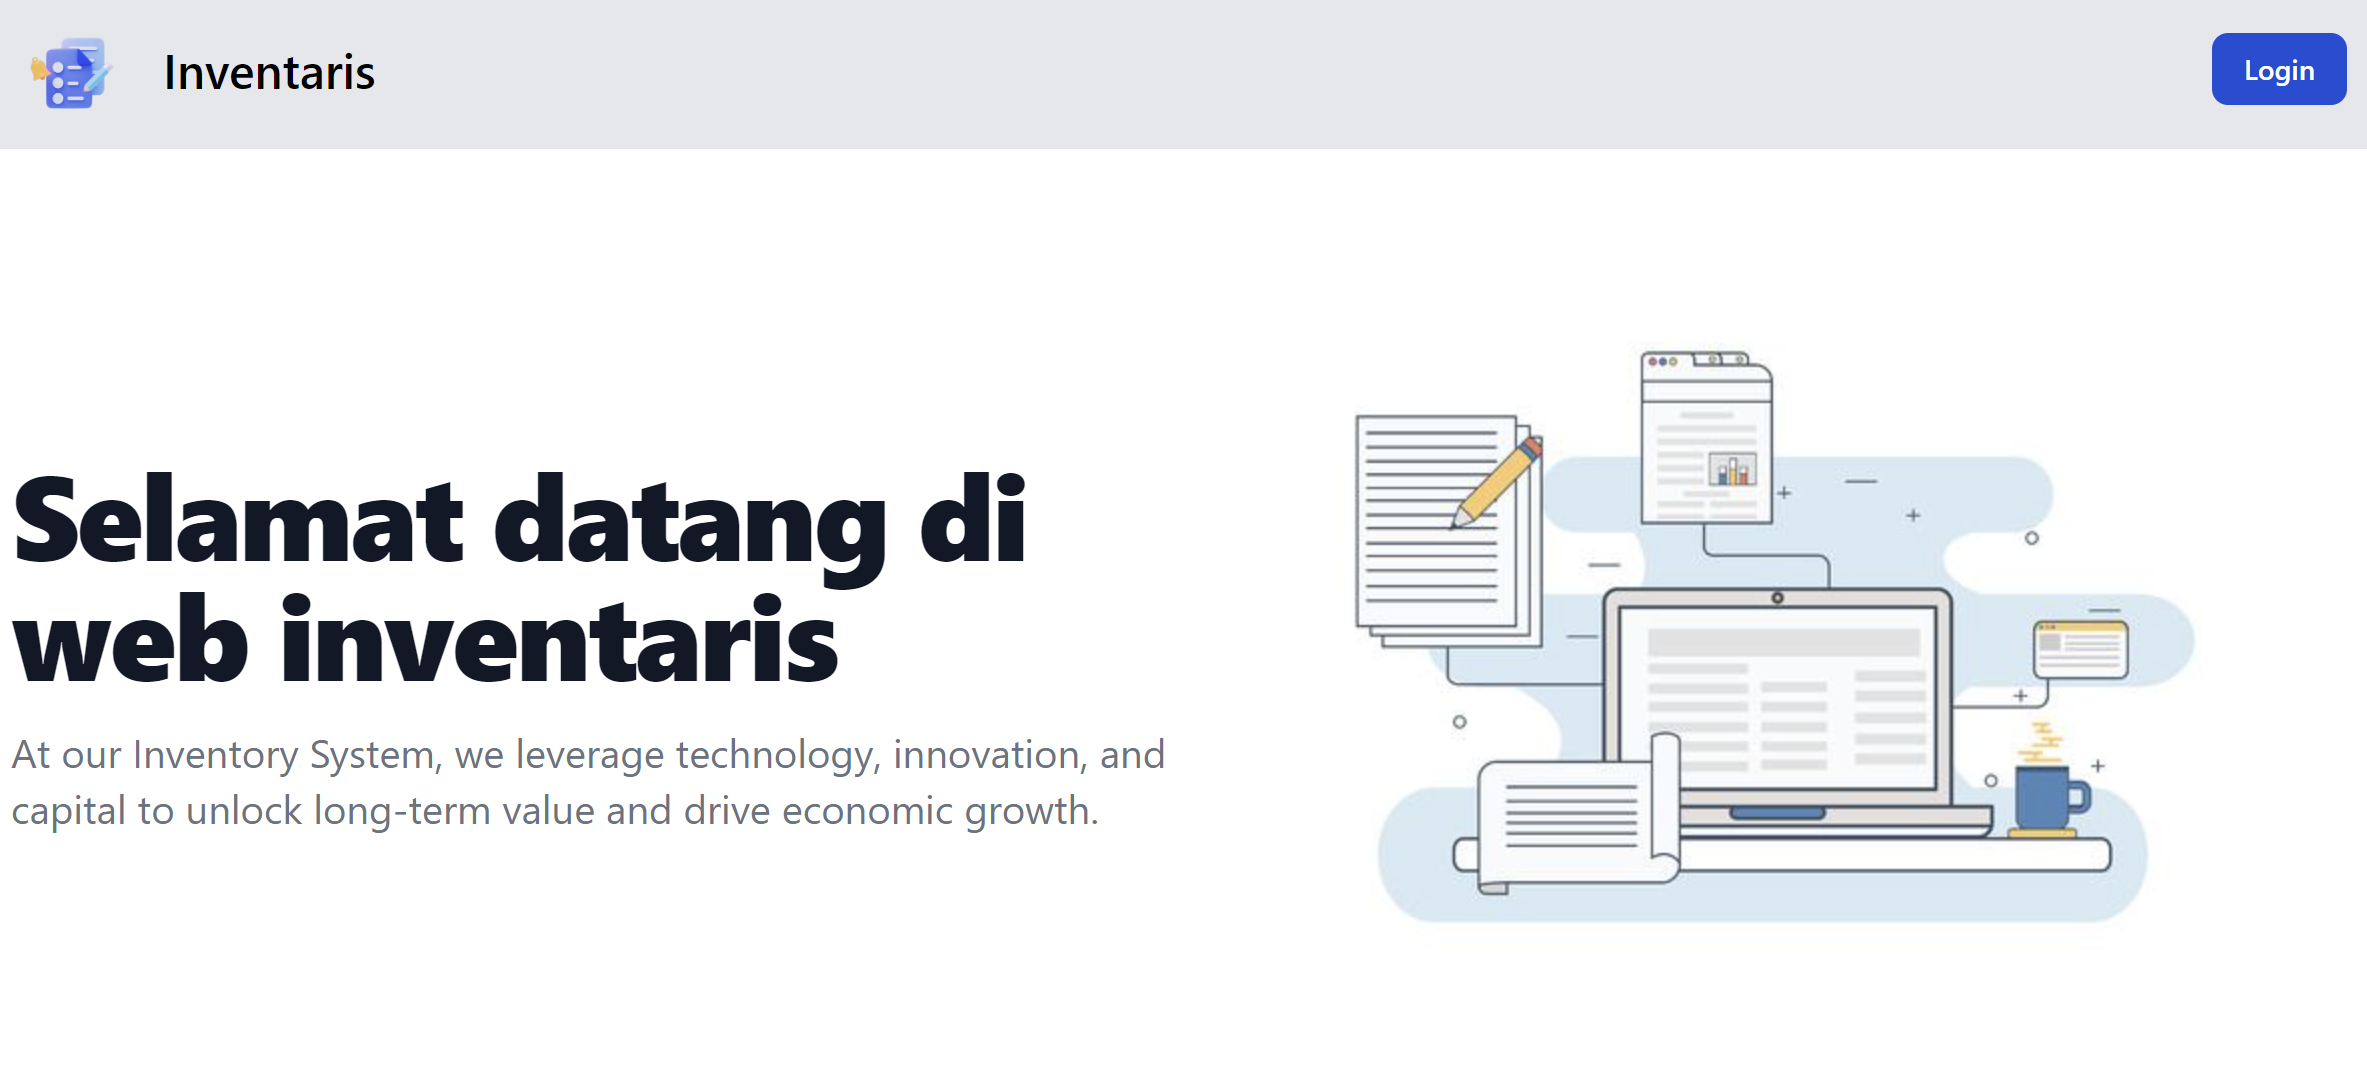 Inventaris
Login
Selamat datang di
web inventaris
At our Inventory System, we leverage technology, innovation, and
capital to unlock long-term value and drive economic growth.